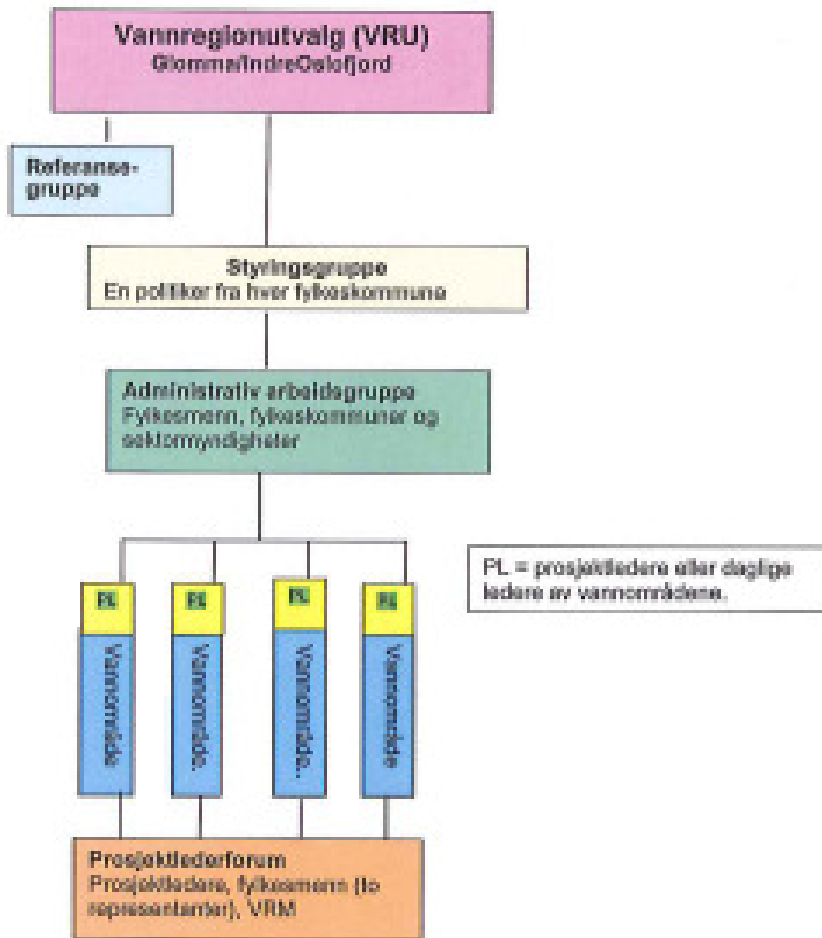 Vannregionutvalg (VRU)
Glomma/IndreOslofjord
Referanse-
gruppe
Styringsgruppe
En politiker fra hver fylkeskommune
Administrativ arbeidsgruppe
Fylkesmenn, fylkeskommuner og
sektormyndigheter
PL = prosjektledere eller daglige
ledere av vannområdene.
PL
PL
PL
PL
Vannområde
Vannområde.
Vannområde..
Vannområde
Prosjektlederforum
Prosjektledere, fylkesmenn (to
representanter), VRM